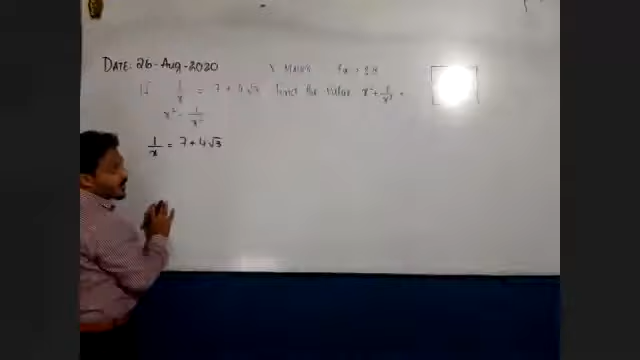 DATE: 26-Aug-2020
If 1/x = 7 + 4√3 Find the value x² + 1/x²
x² - 1/x²
1/x = 7 + 4√3